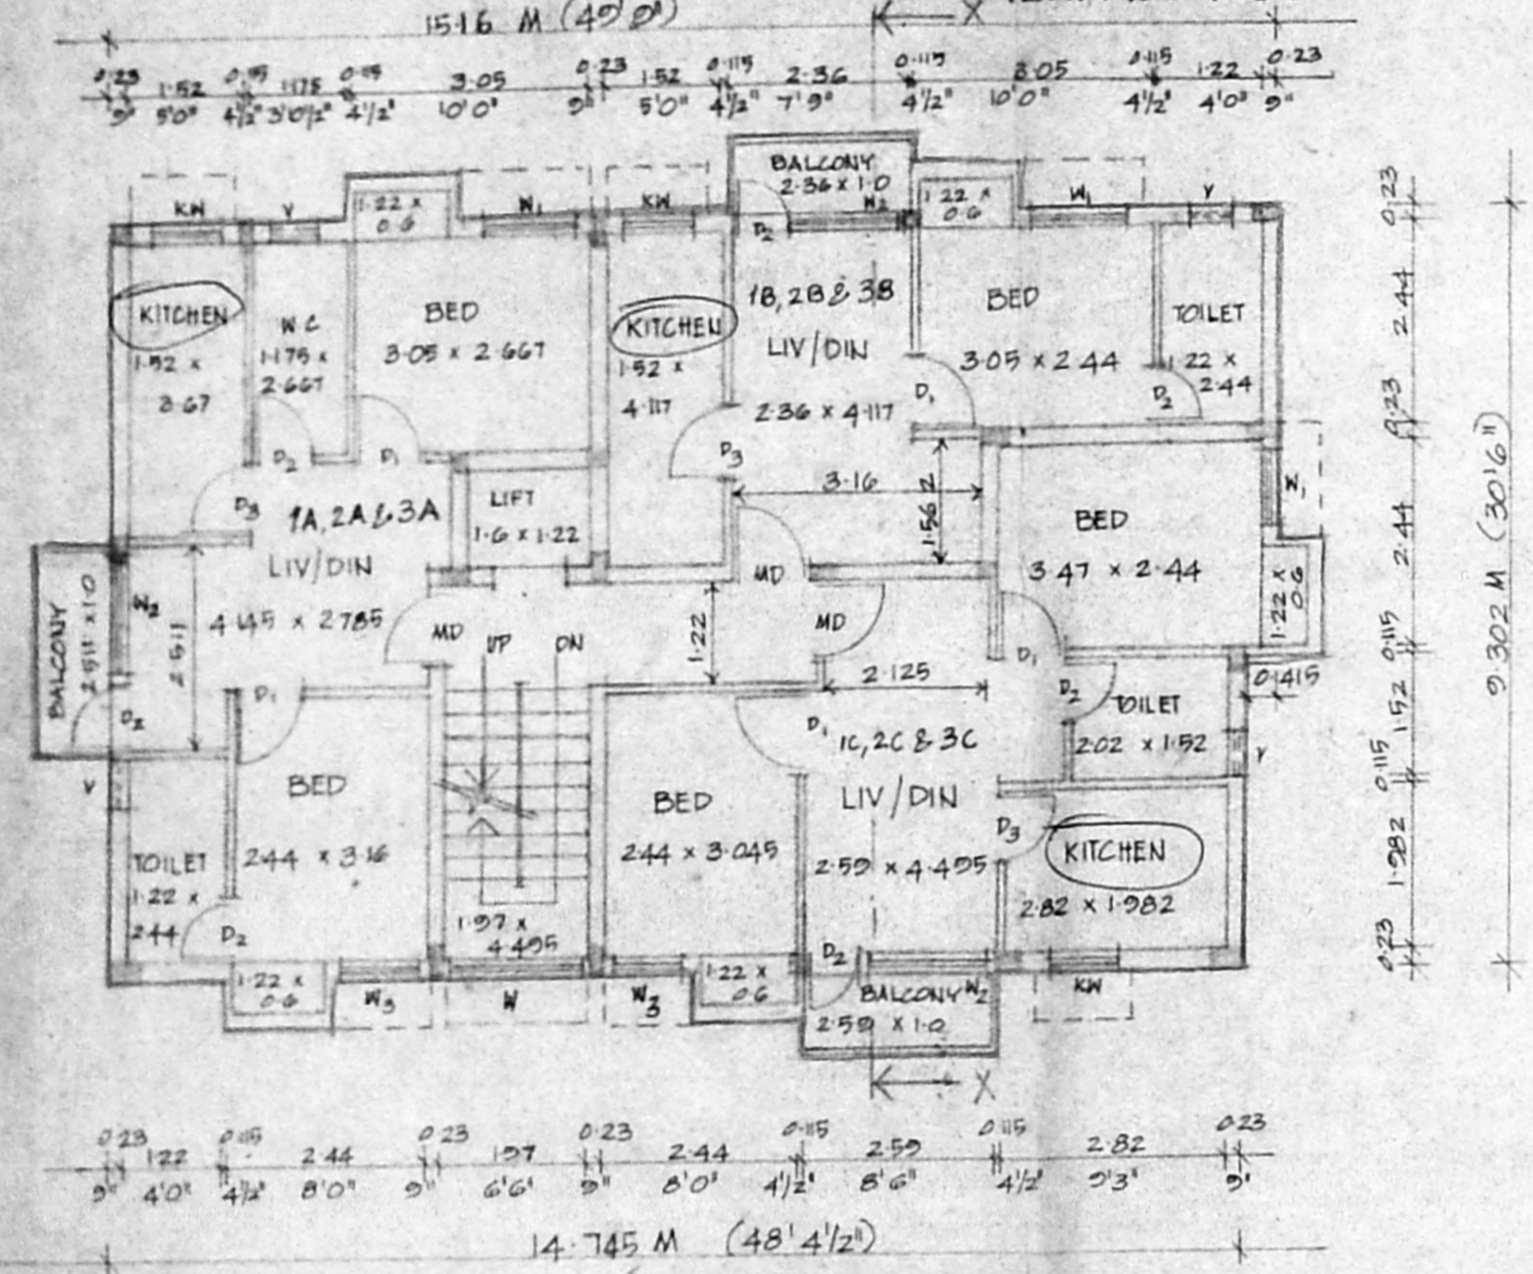 15.16 M (49'9")
X
0.23 1.52 0.115 1.175 0.115 3.05 0.23 1.52 0.115 2.36 0.115 3.05 0.115 1.22 0.23
9" 5'0" 4½" 3'0½" 4½" 10'0" 9" 5'0" 4½" 7'9" 4½" 10'0" 4½" 4'0" 9"
BALCONY
2.36 x 1.0
KW V 1.22 x 0.6 W1 KW D2 W2 1.22 x 0.6 W1 V
KITCHEN
1.52 x
3.67
W C
1.175 x
2.667
BED
3.05 x 2.667
KITCHEN
1.52 x
4.117
1B, 2B & 3B
LIV/DIN
2.36 x 4.117
BED
3.05 x 2.44
TOILET
1.22 x
2.44
D2 D1 D3 D1 D2
D3
1A, 2A & 3A
LIV/DIN
4.145 x 2.785
LIFT
1.6 x 1.22
3.16
1.56
BED
3.47 x 2.44
W1
1.22 x
0.6
BALCONY
2.511 x 1.0
W2
2.511
D2
D1
MD UP DN
1.22
MD
MD
2.125
D1
D2
TOILET
2.02 x 1.52
0.1415
V
V
TOILET
1.22 x
2.44
D2
BED
2.44 x 3.16
1.97 x
4.495
BED
2.44 x 3.045
D1
1C, 2C & 3C
LIV/DIN
2.59 x 4.495
D3
KITCHEN
2.82 x 1.982
1.22 x
0.6
W3 W W3
1.22 x
0.6
D2
BALCONY W2
2.59 x 1.0
KW
X
0.23 2.44 0.23 2.44 0.115 1.52 0.115 1.982 0.23
9.302 M (30'6")
0.23 1.22 0.115 2.44 0.23 1.97 0.23 2.44 0.115 2.59 0.115 2.82 0.23
9" 4'0" 4½" 8'0" 9" 6'6" 9" 8'0" 4½" 8'6" 4½" 9'3" 9"
14.745 M (48'4½")